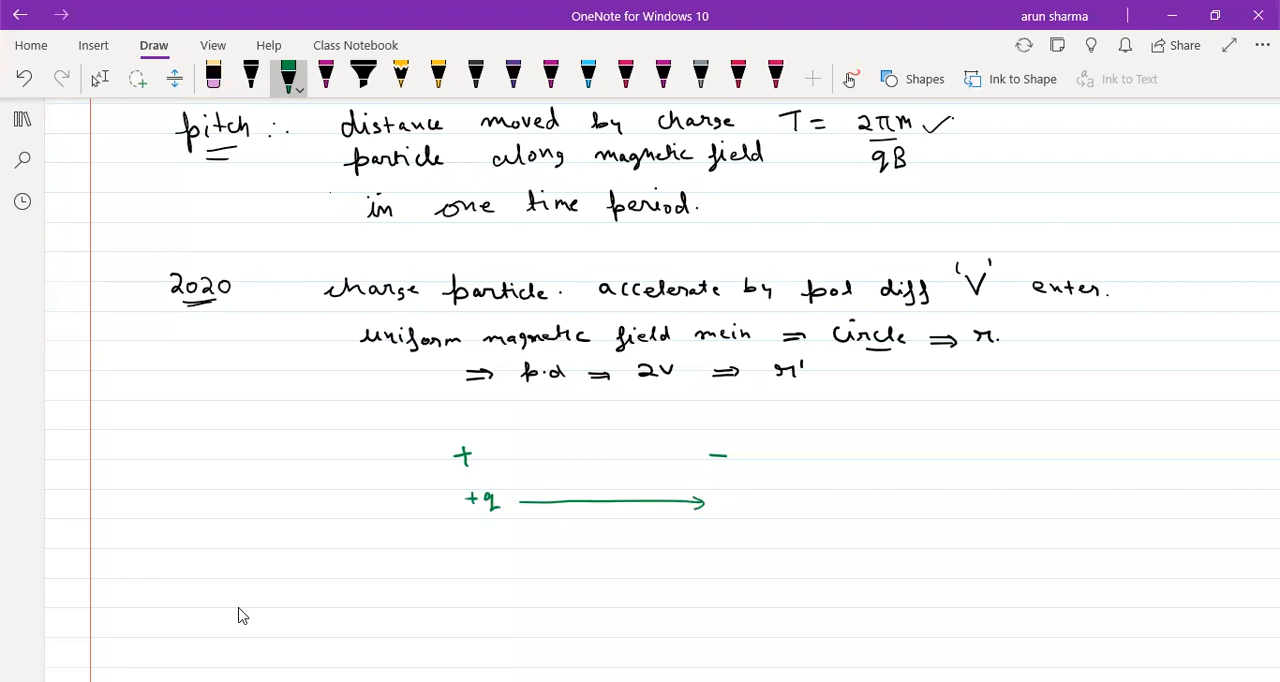 OneNote for Windows 10
arun sharma
Home Insert Draw View Help Class Notebook
Share
Shapes Ink to Shape Ink to Text
pitch :. distance moved by charge T = 2πm ✓
particle along magnetic field qB
in one time period.
2020 charge particle. accelerate by pot diff 'V' enter.
uniform magnetic field mein = circle ⇒ r.
⇒ p.d ⇒ 2V ⇒ r'
+ −
+q →